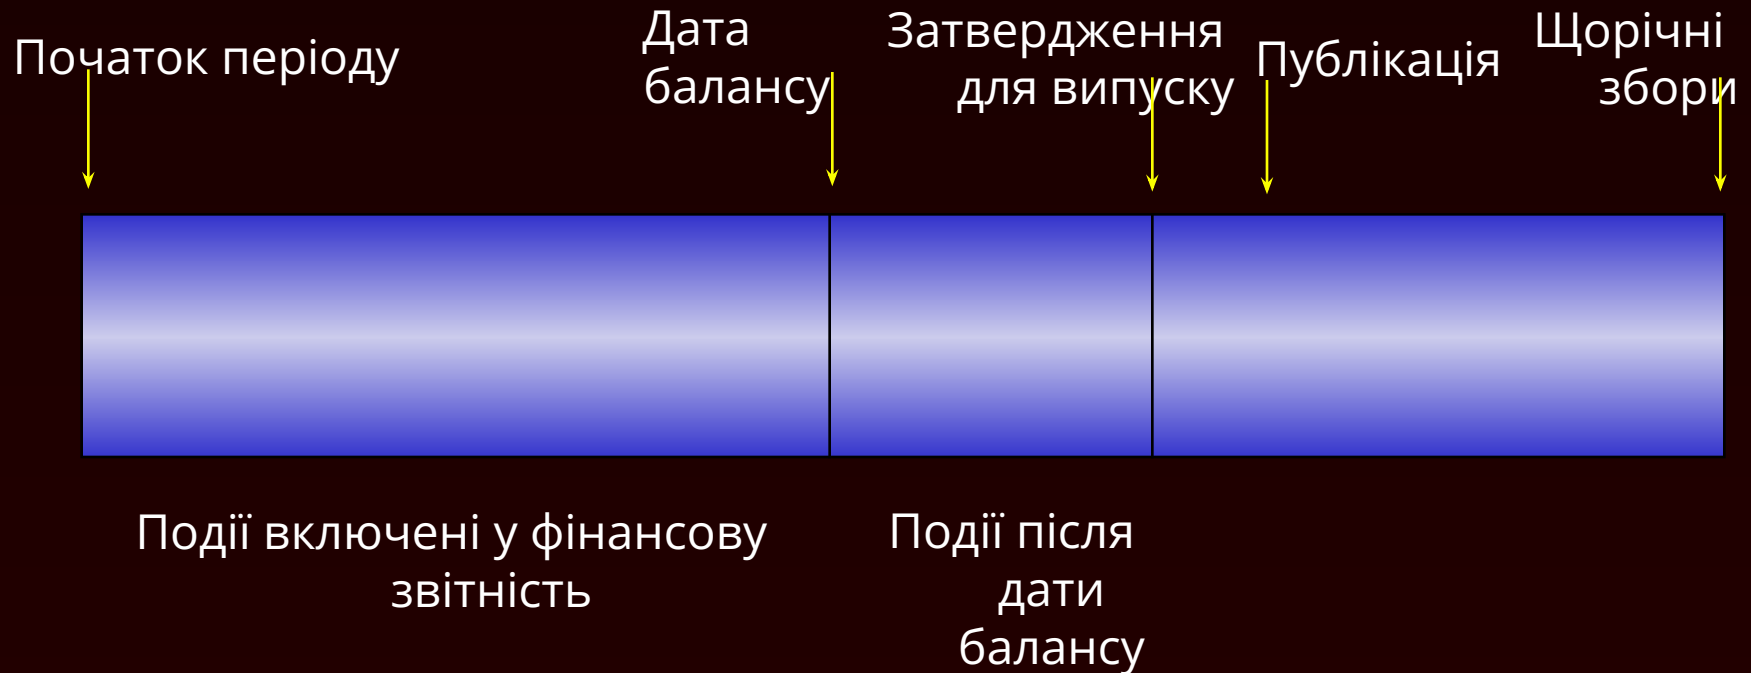 Початок періоду
Дата
балансу
Затвердження
для випуску
Публікація
Щорічні
збори
Події включені у фінансову
звітність
Події після
дати
балансу